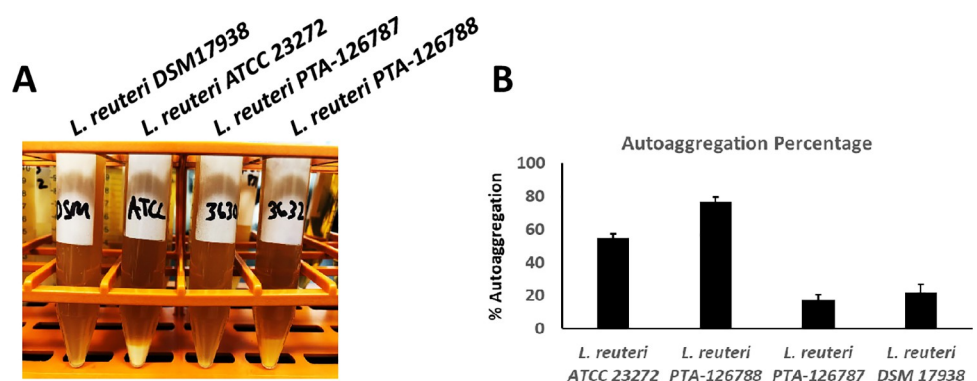 A
L. reuteri DSM17938
L. reuteri ATCC 23272
L. reuteri PTA-126787
L. reuteri PTA-126788
DSM
ATCC
3630
3632
B
Autoaggregation Percentage
% Autoaggregation
100
80
60
40
20
0
L. reuteri
ATCC 23272
L. reuteri
PTA-126788
L. reuteri
PTA-126787
L. reuteri
DSM 17938